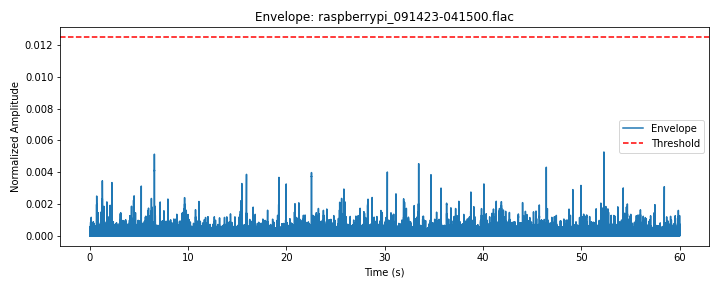 Envelope: raspberrypi_091423-041500.flac
Normalized Amplitude
0.012
0.010
0.008
0.006
0.004
0.002
0.000
Envelope
Threshold
0 10 20 30 40 50 60
Time (s)